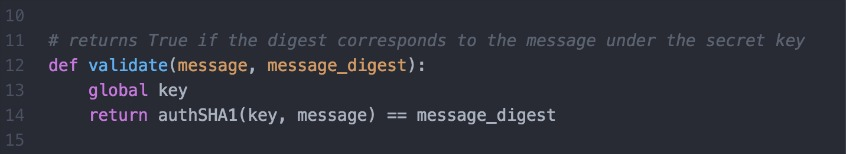 10
11 # returns True if the digest corresponds to the message under the secret key
12 def validate(message, message_digest):
13     global key
14     return authSHA1(key, message) == message_digest
15